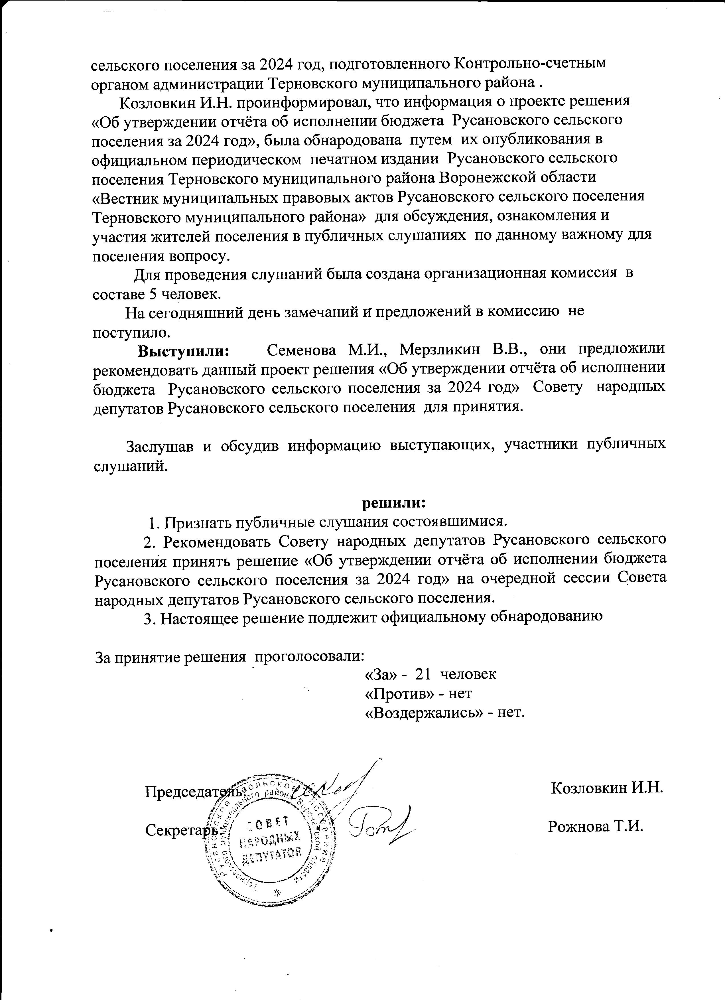 сельского поселения за 2024 год, подготовленного Контрольно-счетным
органом администрации Терновского муниципального района .
Козловкин И.Н. проинформировал, что информация о проекте решения
«Об утверждении отчёта об исполнении бюджета  Русановского сельского
поселения за 2024 год», была обнародована  путем  их опубликования в
официальном периодическом  печатном издании  Русановского сельского
поселения Терновского муниципального района Воронежской области
«Вестник муниципальных правовых актов Русановского сельского поселения
Терновского муниципального района»  для обсуждения, ознакомления и
участия жителей поселения в публичных слушаниях  по данному важному для
поселения вопросу.
Для проведения слушаний была создана организационная комиссия  в
составе 5 человек.
На сегодняшний день замечаний и предложений в комиссию  не
поступило.
Выступили: Семенова М.И., Мерзликин В.В., они предложили
рекомендовать данный проект решения «Об утверждении отчёта об исполнении
бюджета Русановского сельского поселения за 2024 год» Совету народных
депутатов Русановского сельского поселения  для принятия.
Заслушав и обсудив информацию выступающих, участники публичных
слушаний.
решили:
1. Признать публичные слушания состоявшимися.
2. Рекомендовать Совету народных депутатов Русановского сельского
поселения принять решение «Об утверждении отчёта об исполнении бюджета
Русановского сельского поселения за 2024 год» на очередной сессии Совета
народных депутатов Русановского сельского поселения.
3. Настоящее решение подлежит официальному обнародованию
За принятие решения  проголосовали:
«За» -  21  человек
«Против» - нет
«Воздержались» - нет.
Председатель: Козловкин И.Н.
Секретарь: Рожнова Т.И.
Русановское сельское поселение
Терновского муниципального района Воронежской области
СОВЕТ
НАРОДНЫХ
ДЕПУТАТОВ